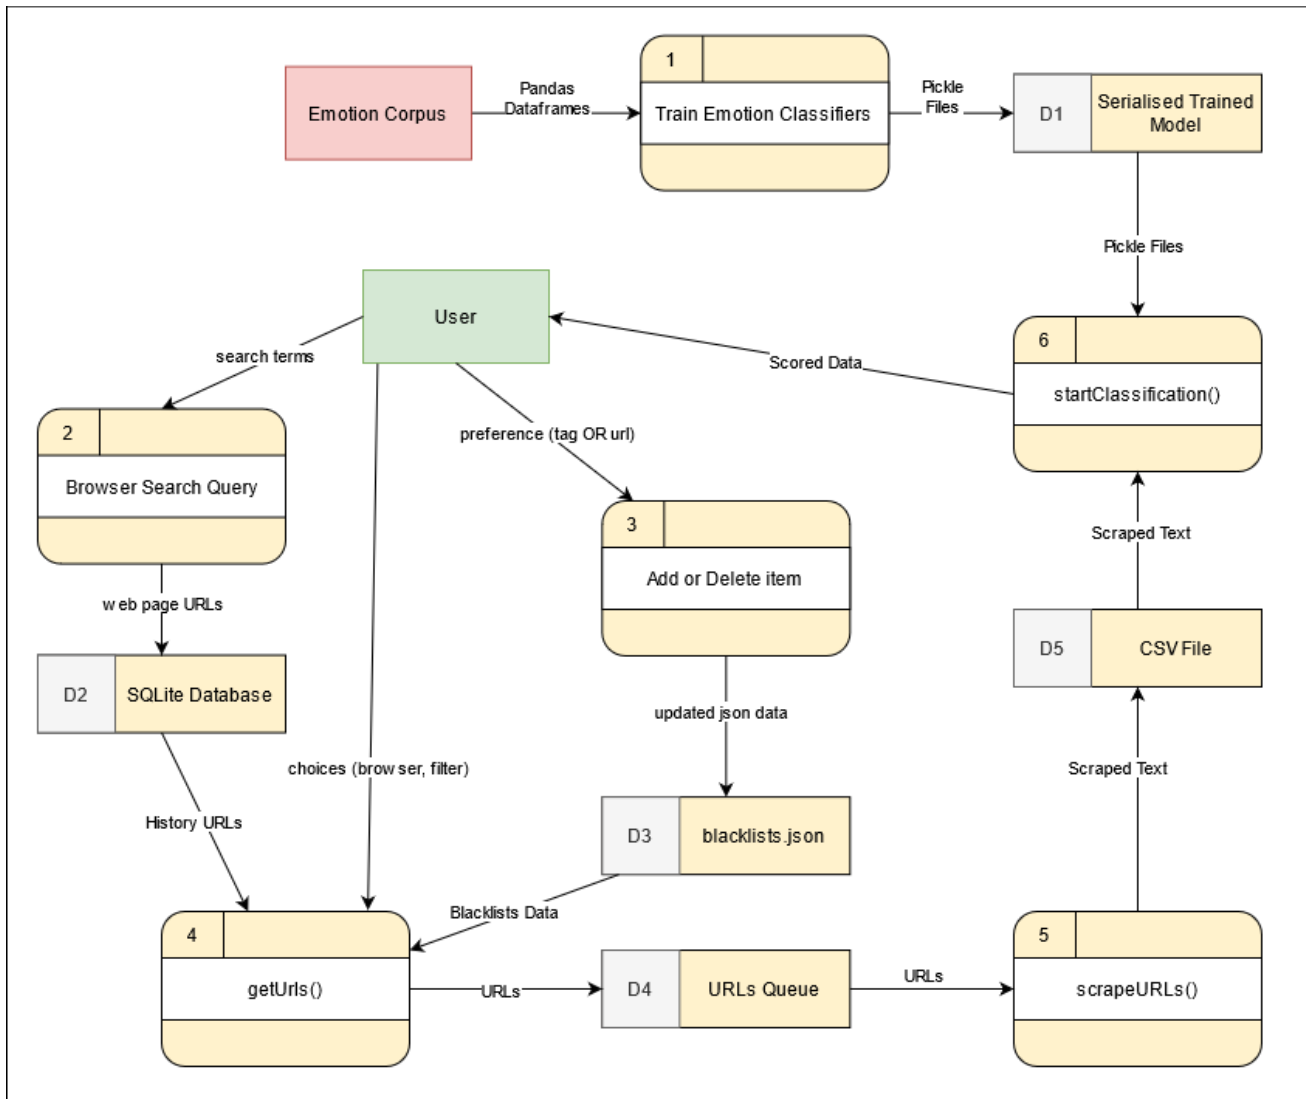 1
Emotion Corpus
Pandas
Dataframes
Train Emotion Classifiers
Pickle
Files
D1
Serialised Trained
Model
Pickle Files
User
search terms
Scored Data
6
startClassification()
2
Browser Search Query
preference (tag OR url)
3
Add or Delete item
Scraped Text
web page URLs
D2
SQLite Database
D5
CSV File
updated json data
choices (browser, filter)
Scraped Text
History URLs
D3
blacklists.json
Blacklists Data
4
getUrls()
URLs
D4
URLs Queue
URLs
5
scrapeURLs()